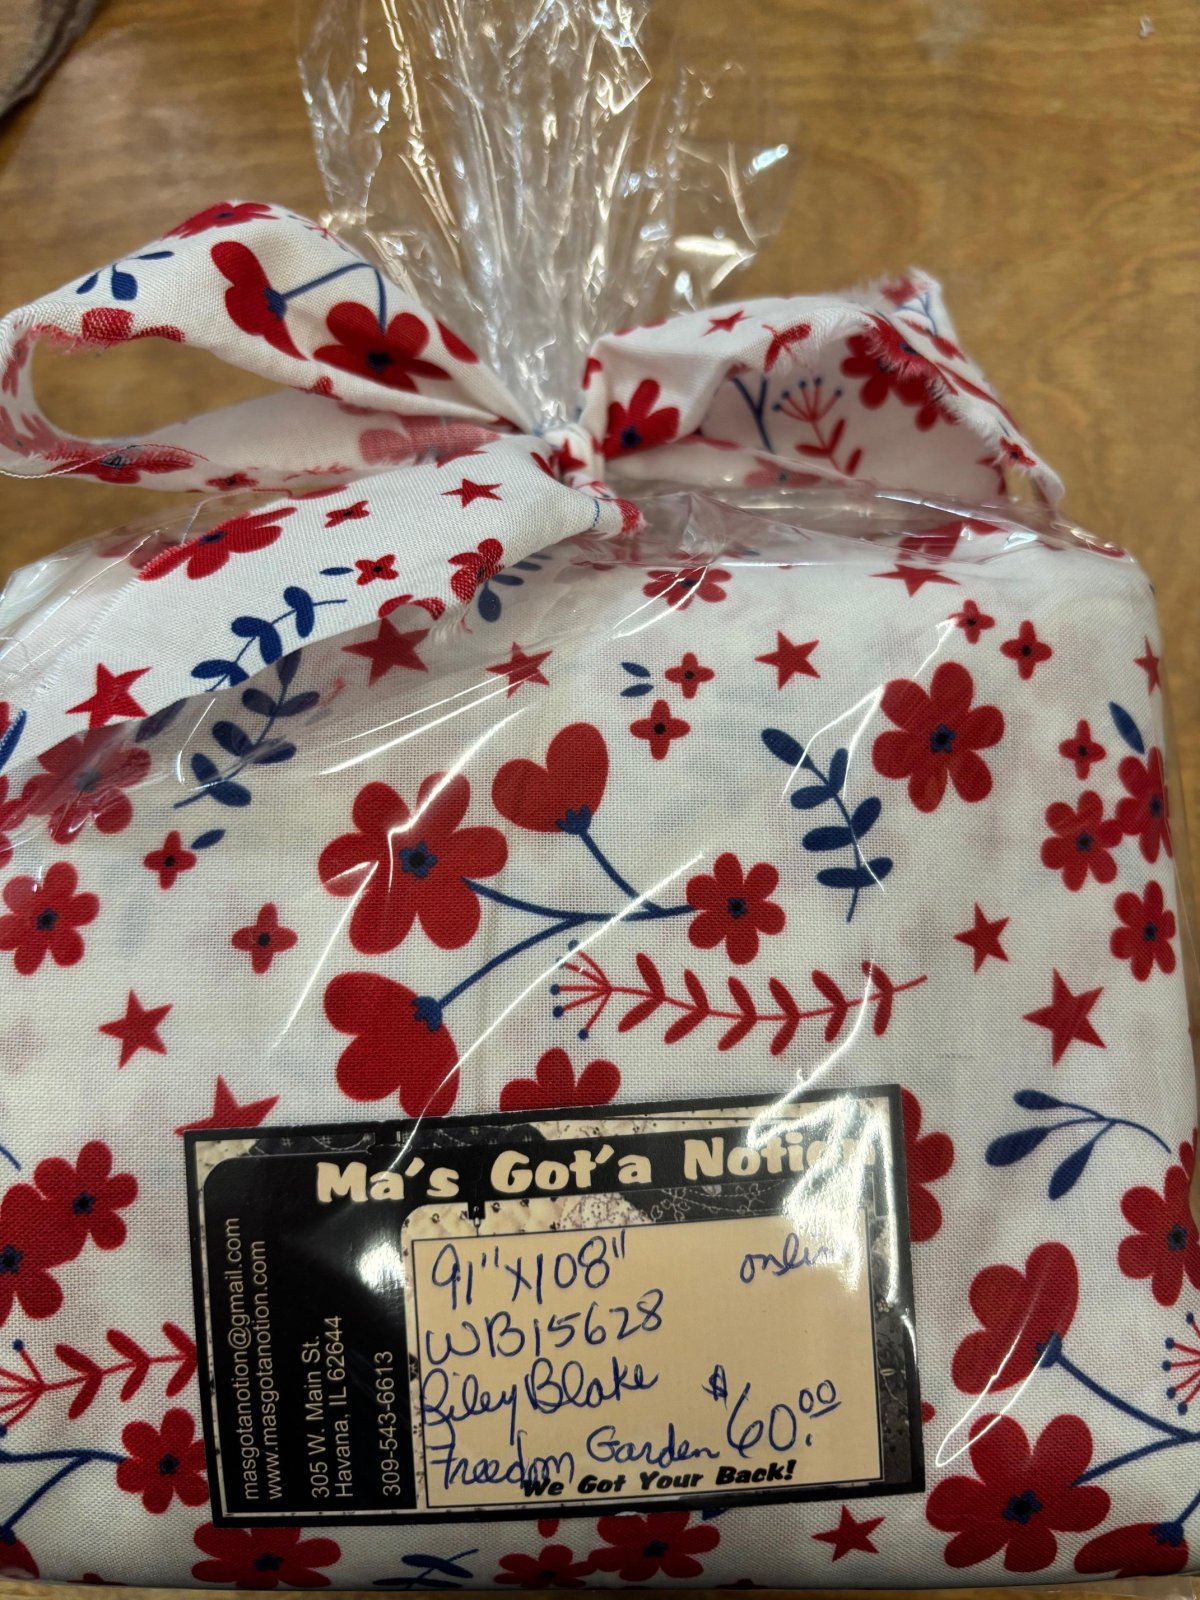 Ma's Got'a Notion
masgotanotion@gmail.com
www.masgotanotion.com
305 W. Main St.
Havana, IL 62644
309-543-6613
91"x108" online
WB15628
Riley Blake
Freedom Garden $60.00
We Got Your Back!